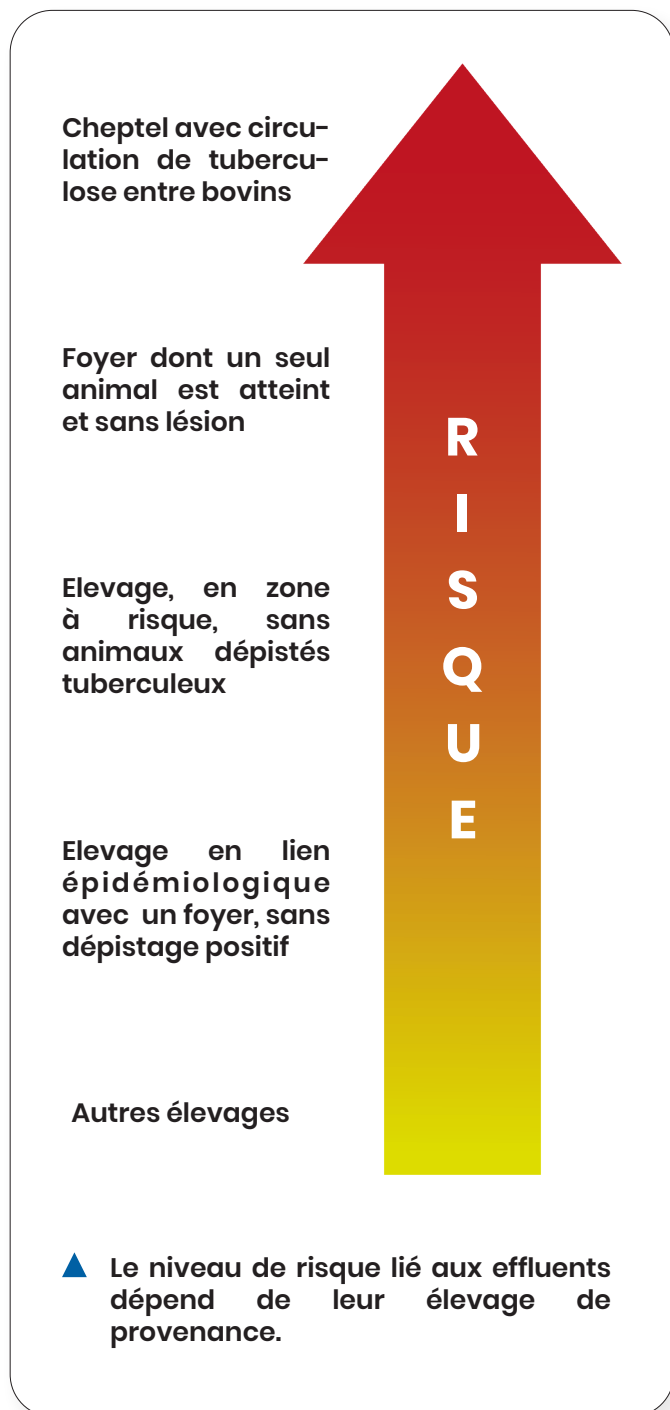 Cheptel avec circu-
lation de tubercu-
lose entre bovins
Foyer dont un seul
animal est atteint
et sans lésion
Elevage, en zone
à risque, sans
animaux dépistés
tuberculeux
Elevage en lien
épidémiologique
avec un foyer, sans
dépistage positif
Autres élevages
R
I
S
Q
U
E
Le niveau de risque lié aux effluents
dépend de leur élevage de
provenance.